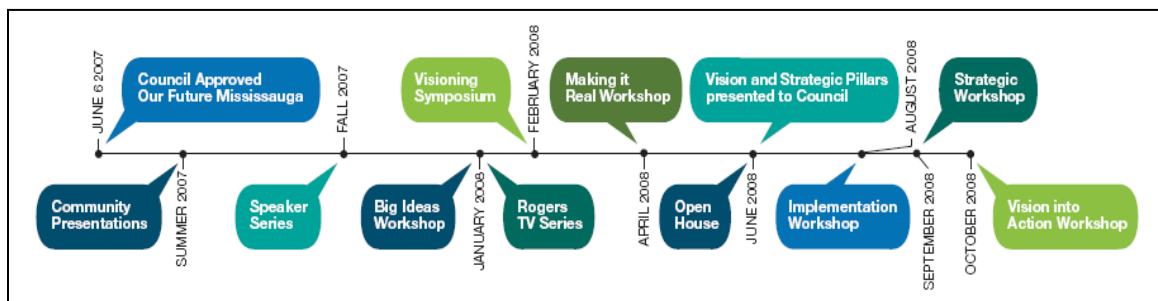 JUNE 6 2007
Council Approved
Our Future Mississauga
Community
Presentations
SUMMER 2007
FALL 2007
Speaker
Series
Big Ideas
Workshop
JANUARY 2008
Rogers
TV Series
Visioning
Symposium
FEBRUARY 2008
Making it
Real Workshop
APRIL 2008
Open
House
JUNE 2008
Vision and Strategic Pillars
presented to Council
Implementation
Workshop
AUGUST 2008
Strategic
Workshop
SEPTEMBER 2008
OCTOBER 2008
Vision into
Action Workshop